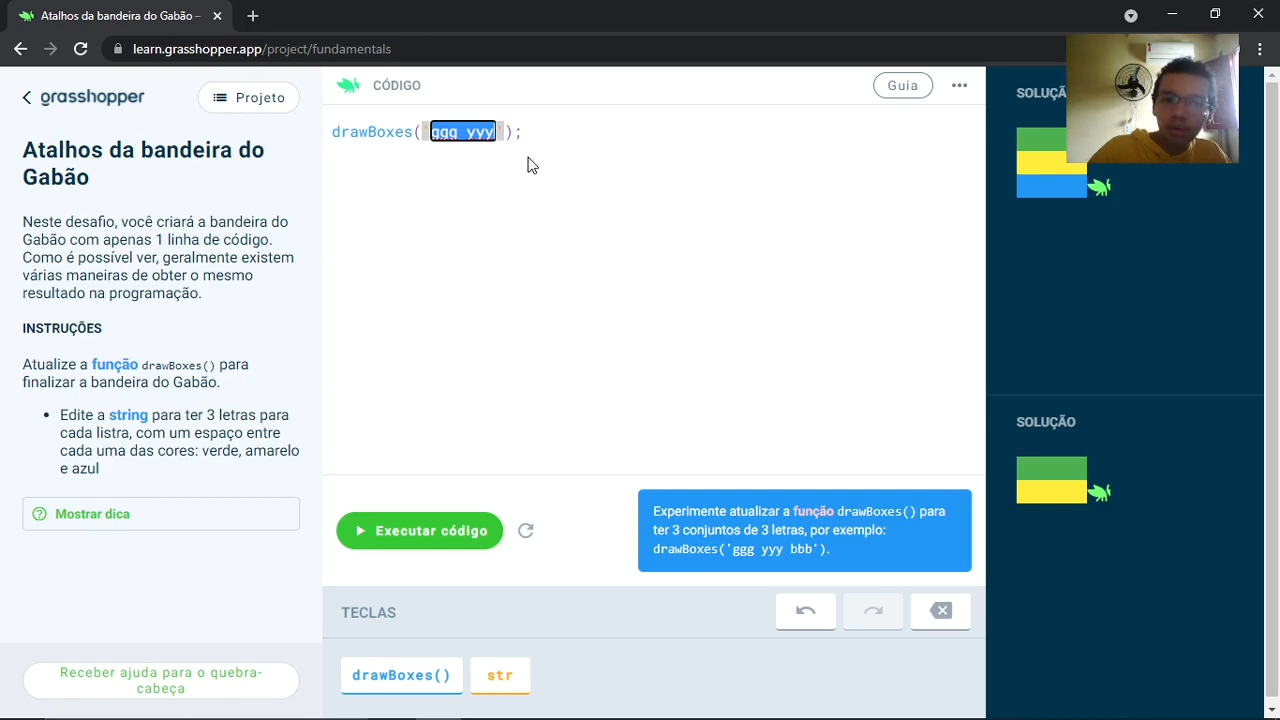 Atalhos da bandeira do Gabão –
learn.grasshopper.app/project/fundamentals
grasshopper
Projeto
Atalhos da bandeira do
Gabão
Neste desafio, você criará a bandeira do
Gabão com apenas 1 linha de código.
Como é possível ver, geralmente existem
várias maneiras de obter o mesmo
resultado na programação.
INSTRUÇÕES
Atualize a função drawBoxes() para
finalizar a bandeira do Gabão.
• Edite a string para ter 3 letras para
cada listra, com um espaço entre
cada uma das cores: verde, amarelo
e azul
Mostrar dica
Receber ajuda para o quebra-
cabeça
CÓDIGO
Guia
drawBoxes('ggg yyy');
Executar código
Experimente atualizar a função drawBoxes() para
ter 3 conjuntos de 3 letras, por exemplo:
drawBoxes('ggg yyy bbb').
TECLAS
drawBoxes()
str
SOLUÇÃ
SOLUÇÃO